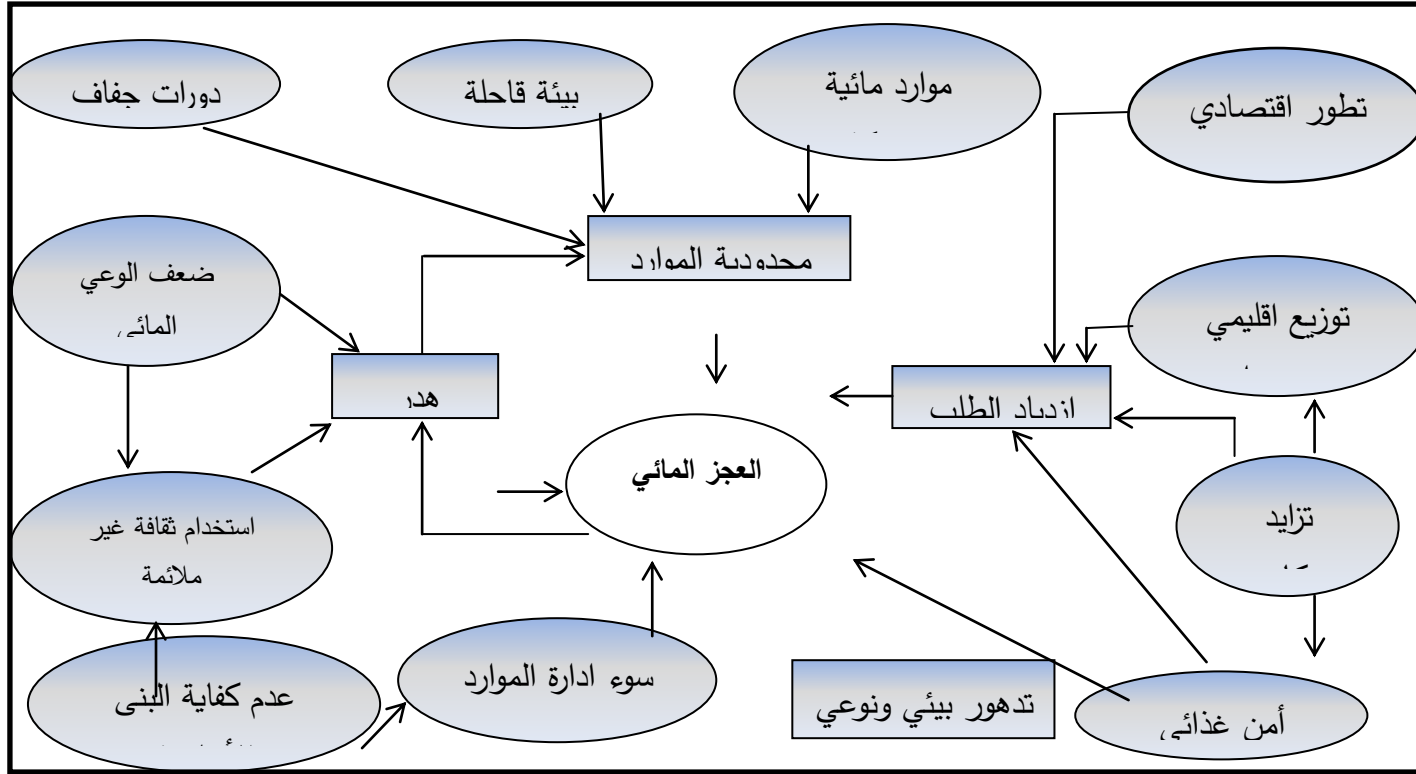 تطور اقتصادي
موارد مائية
بيئة قاحلة
دورات جفاف
محدودية الموارد
ضعف الوعي
المائي
توزيع اقليمي
هدر
ازدياد الطلب
العجز المائي
تزايد
استخدام ثقافة غير
ملائمة
سوء ادارة الموارد
تدهور بيئي ونوعي
أمن غذائي
عدم كفاية البنى